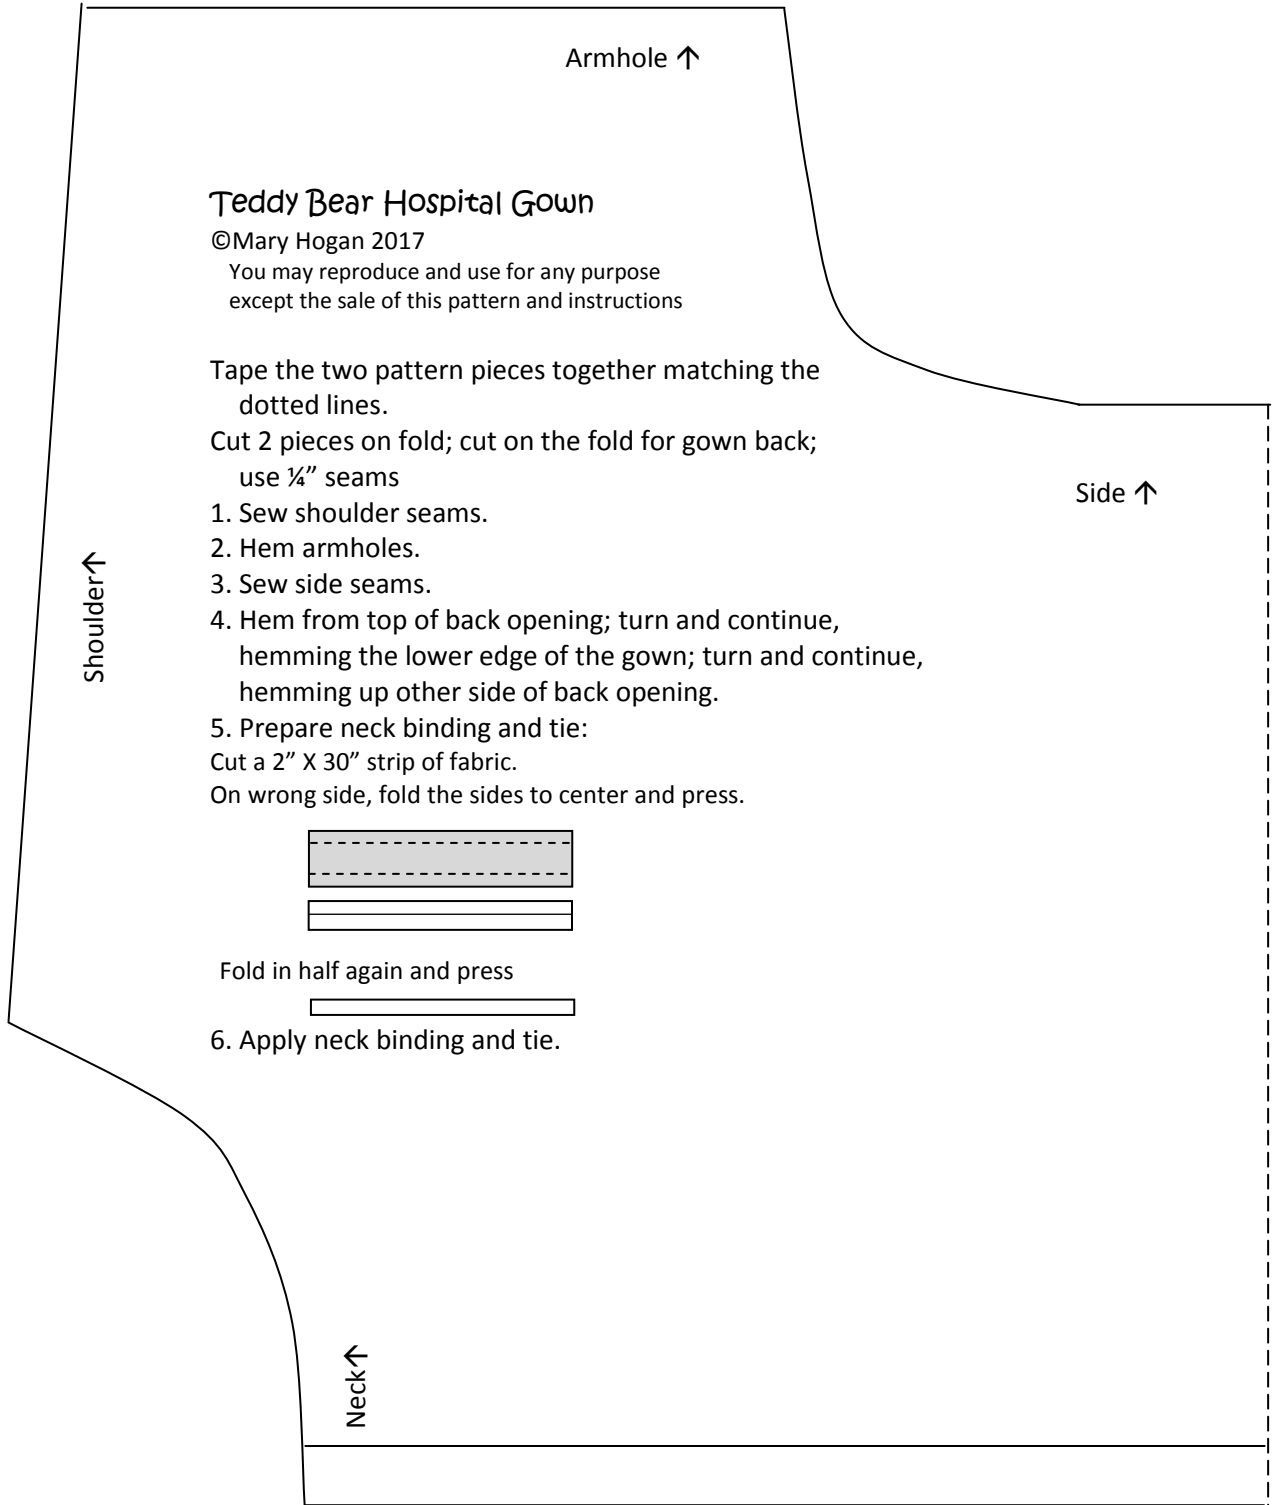 Armhole ↑
Teddy Bear Hospital Gown
©Mary Hogan 2017
You may reproduce and use for any purpose
except the sale of this pattern and instructions
Tape the two pattern pieces together matching the
dotted lines.
Cut 2 pieces on fold; cut on the fold for gown back;
use ¼” seams
Side ↑
1. Sew shoulder seams.
2. Hem armholes.
3. Sew side seams.
Shoulder↑
4. Hem from top of back opening; turn and continue,
hemming the lower edge of the gown; turn and continue,
hemming up other side of back opening.
5. Prepare neck binding and tie:
Cut a 2” X 30” strip of fabric.
On wrong side, fold the sides to center and press.
Fold in half again and press
6. Apply neck binding and tie.
Neck↑